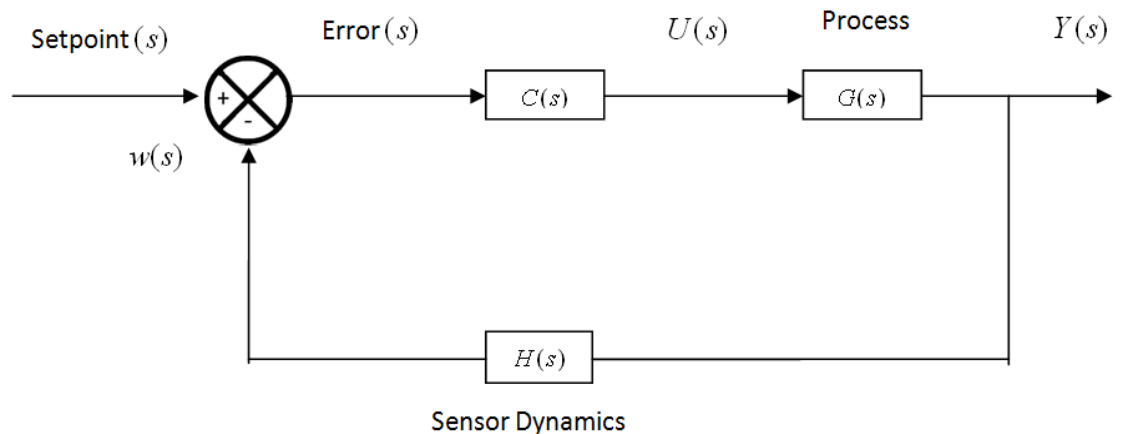 Setpoint(s)
Error(s)
U(s)
Process
Y(s)
+
-
C(s)
G(s)
w(s)
H(s)
Sensor Dynamics